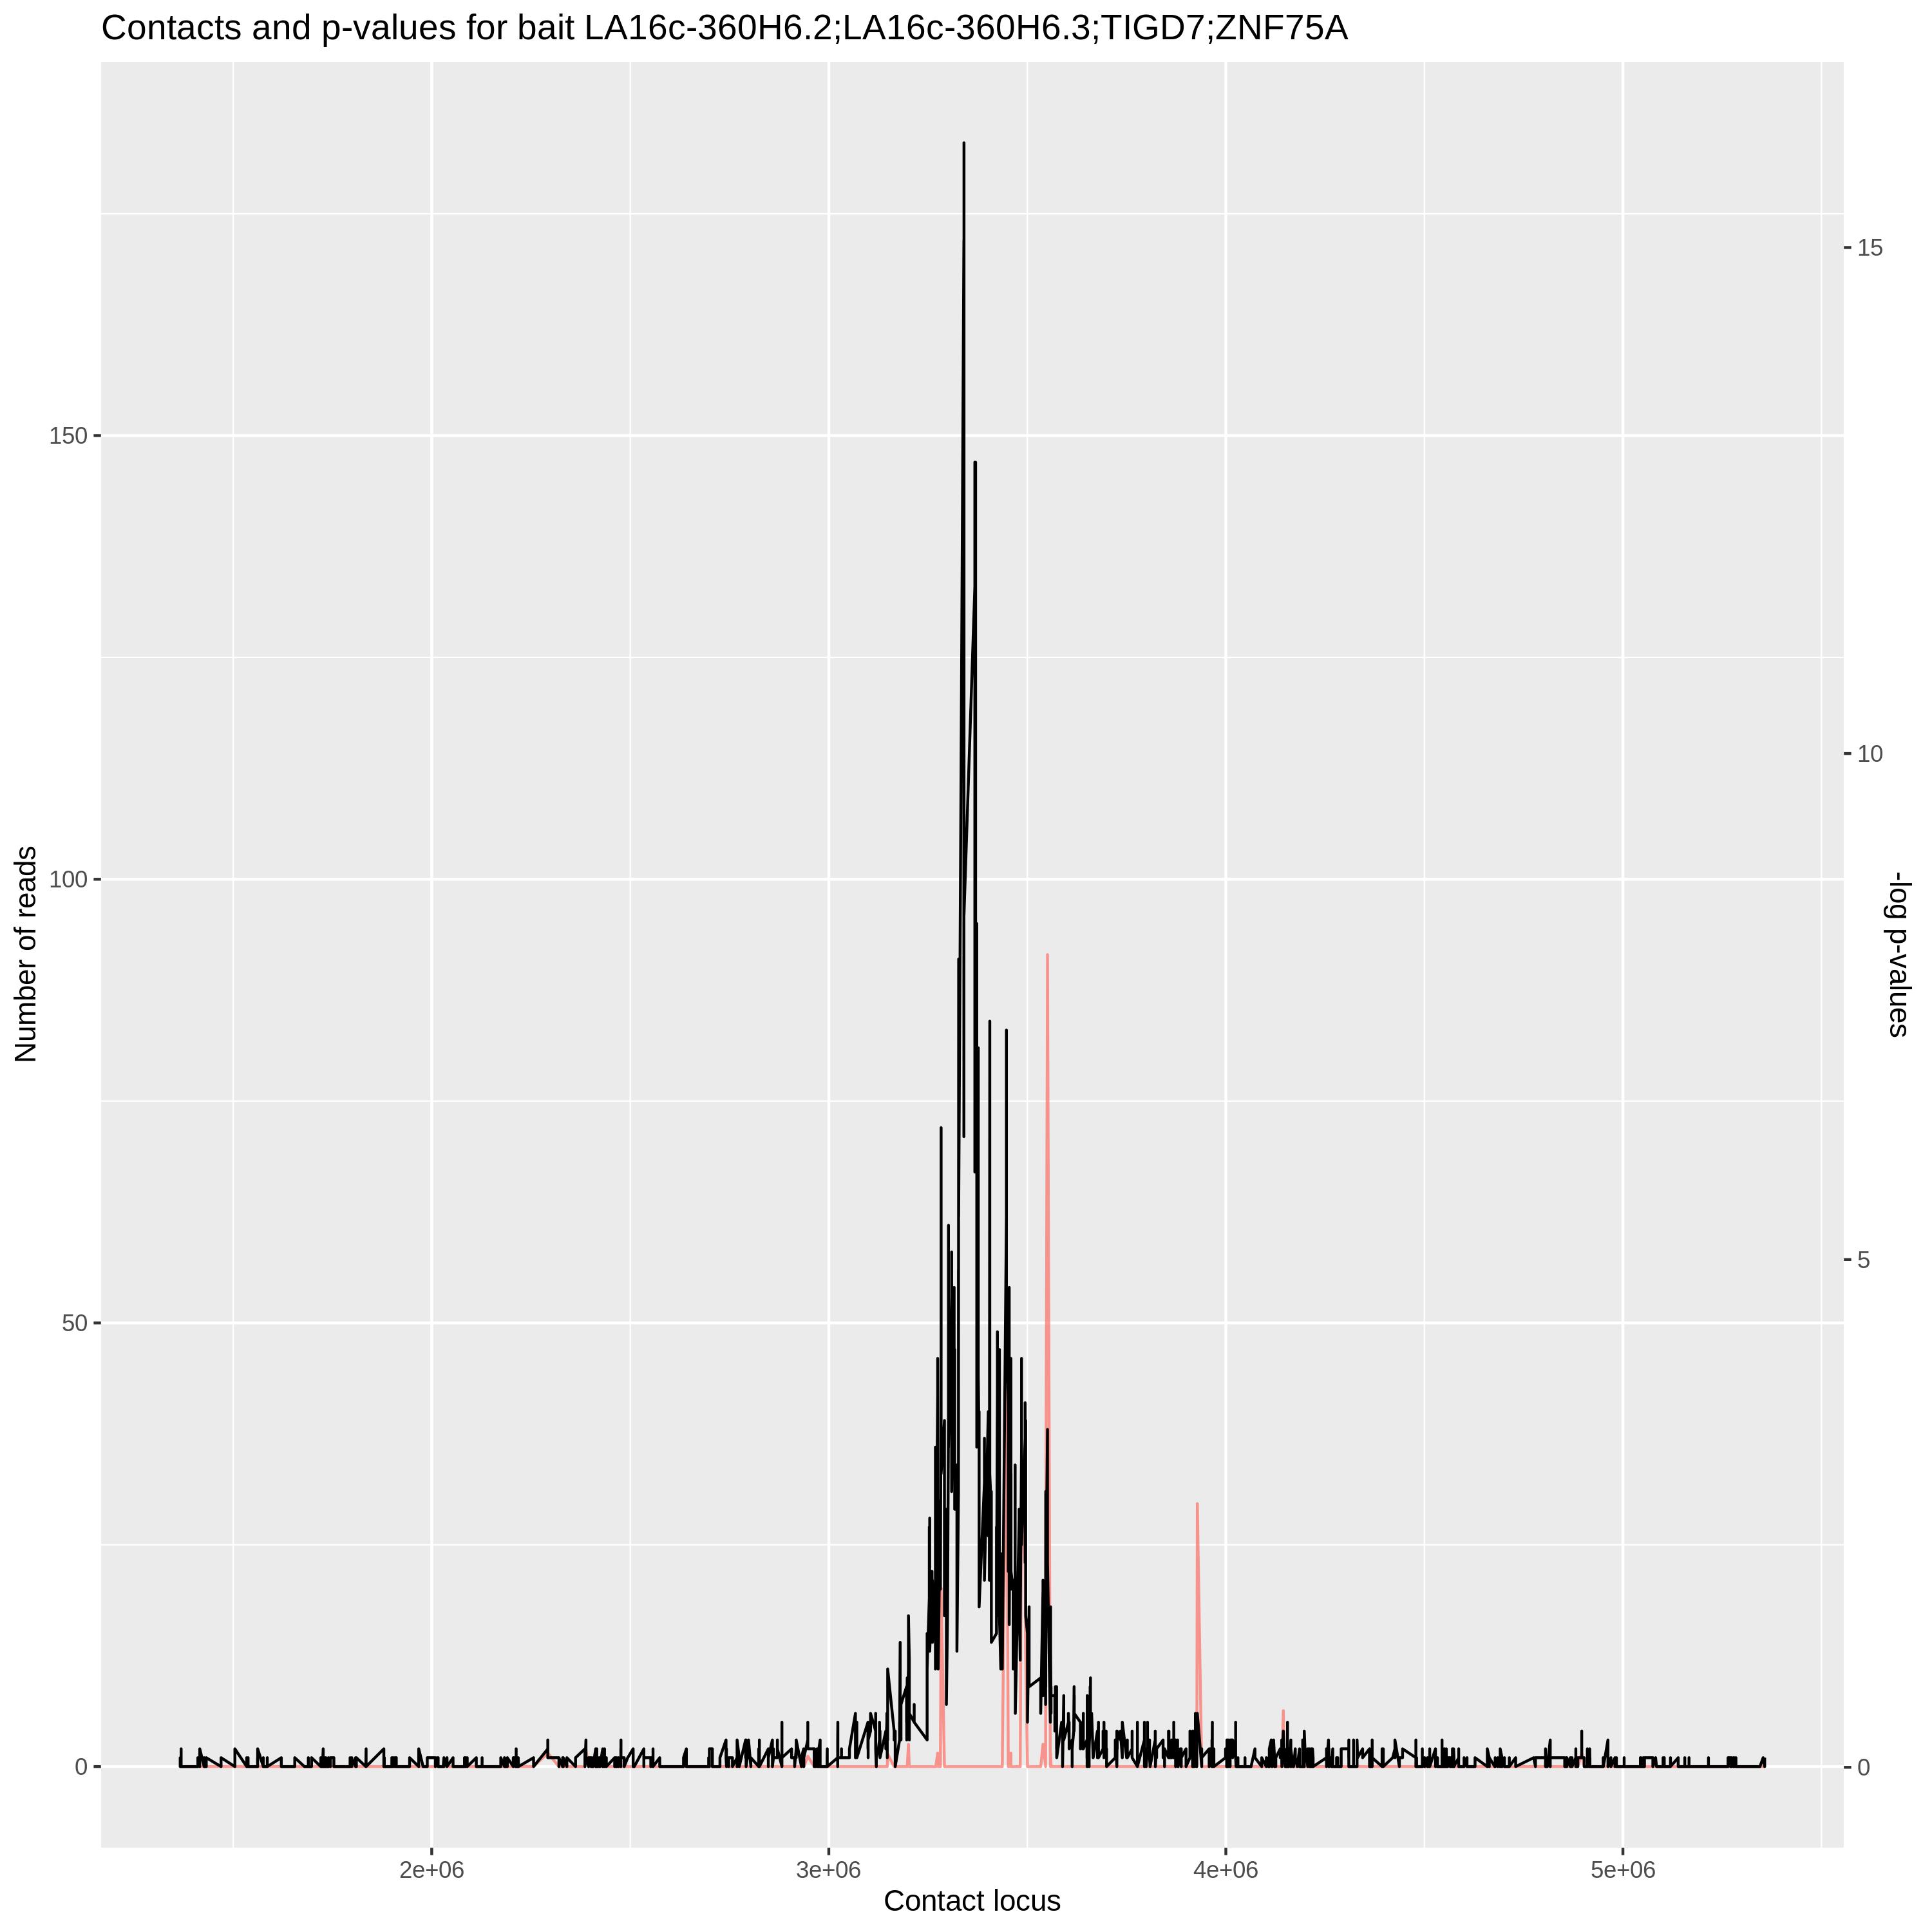 Contacts and p-values for bait LA16c-360H6.2;LA16c-360H6.3;TIGD7;ZNF75A
150
100
50
0
Number of reads
15
10
5
0
-log p-values
2e+06
3e+06
4e+06
5e+06
Contact locus